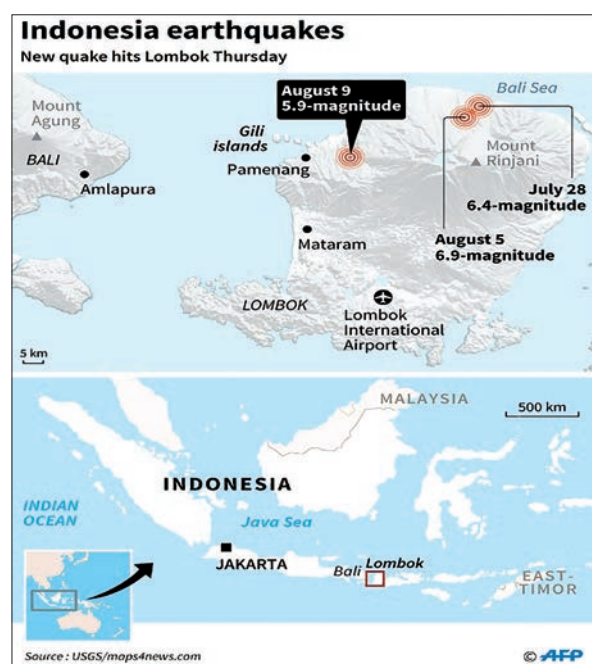 Indonesia earthquakes
New quake hits Lombok Thursday
August 9
5.9-magnitude
Bali Sea
Mount
Agung
Gili
islands
BALI
Pamenang
Mount
Rinjani
Amlapura
July 28
6.4-magnitude
Mataram
August 5
6.9-magnitude
LOMBOK
Lombok
International
Airport
5 km
MALAYSIA
500 km
INDONESIA
INDIAN
OCEAN
Java Sea
JAKARTA
Bali
Lombok
EAST-
TIMOR
Source : USGS/maps4news.com
© AFP